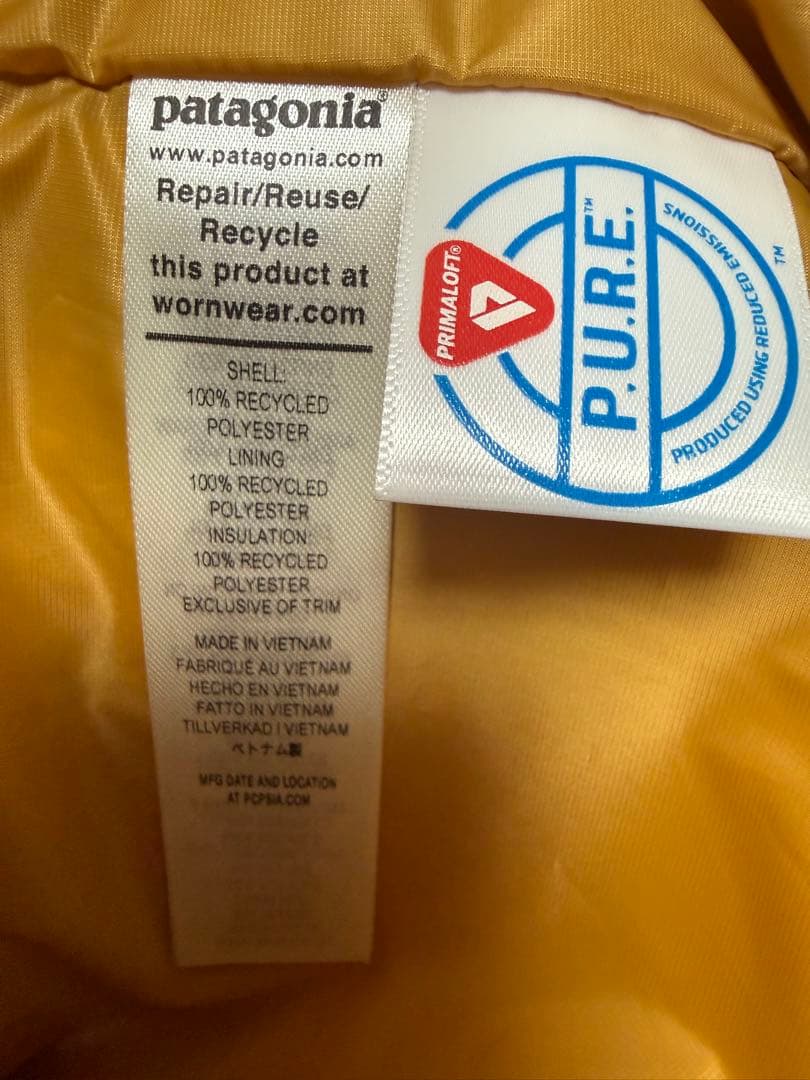 patagonia®
www.patagonia.com
Repair/Reuse/
Recycle
this product at
wornwear.com
SHELL:
100% RECYCLED
POLYESTER
LINING
100% RECYCLED
POLYESTER
INSULATION:
100% RECYCLED
POLYESTER
EXCLUSIVE OF TRIM
MADE IN VIETNAM
FABRIQUÉ AU VIETNAM
HECHO EN VIETNAM
FATTO IN VIETNAM
TILLVERKAD I VIETNAM
ベトナム製
MFG DATE AND LOCATION
AT PCPSIA.COM
PRIMALOFT®
P.U.R.E.™
PRODUCED USING REDUCED EMISSIONS
™